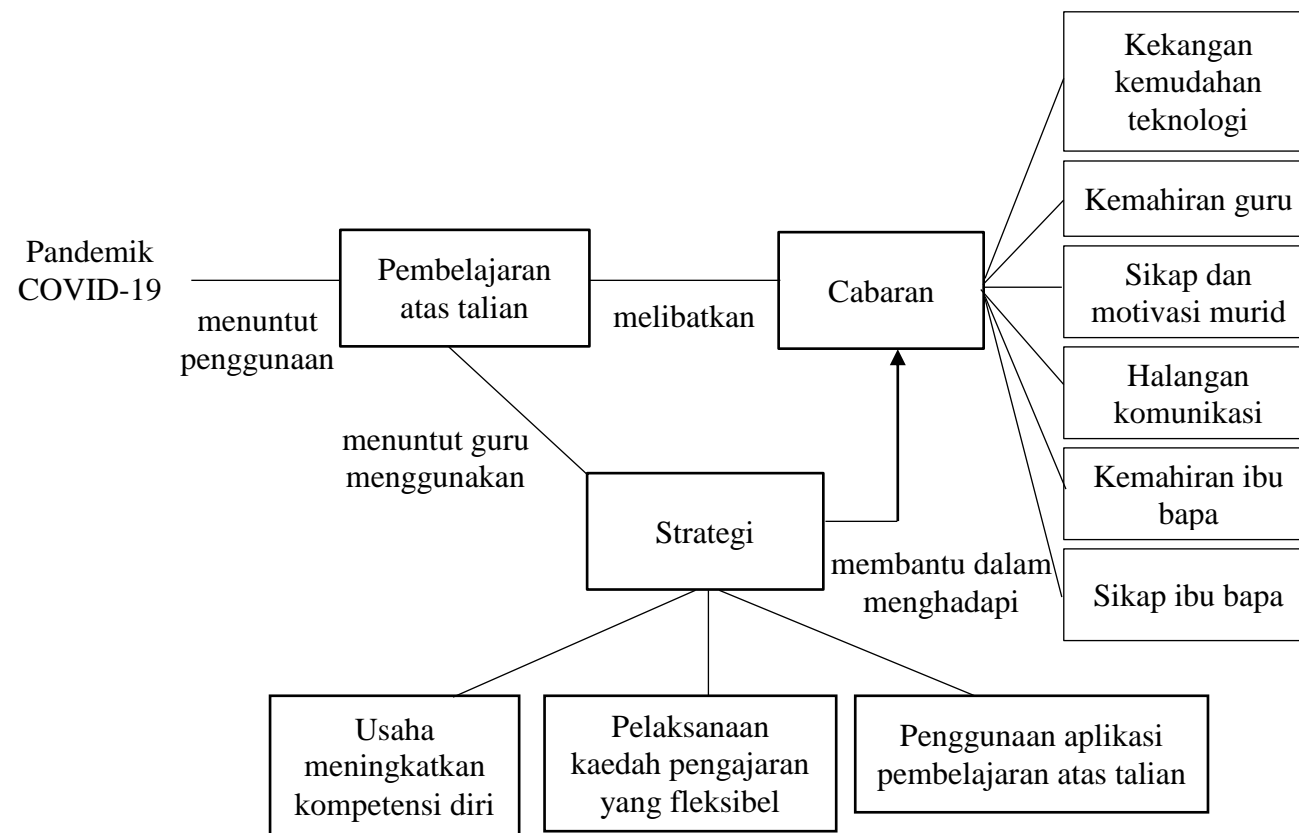 Pandemik
COVID-19
menuntut
penggunaan
Pembelajaran
atas talian
melibatkan
Cabaran
Kekangan
kemudahan
teknologi
Kemahiran guru
Sikap dan
motivasi murid
Halangan
komunikasi
Kemahiran ibu
bapa
Sikap ibu bapa
menuntut guru
menggunakan
Strategi
membantu dalam
menghadapi
Usaha
meningkatkan
kompetensi diri
Pelaksanaan
kaedah pengajaran
yang fleksibel
Penggunaan aplikasi
pembelajaran atas talian